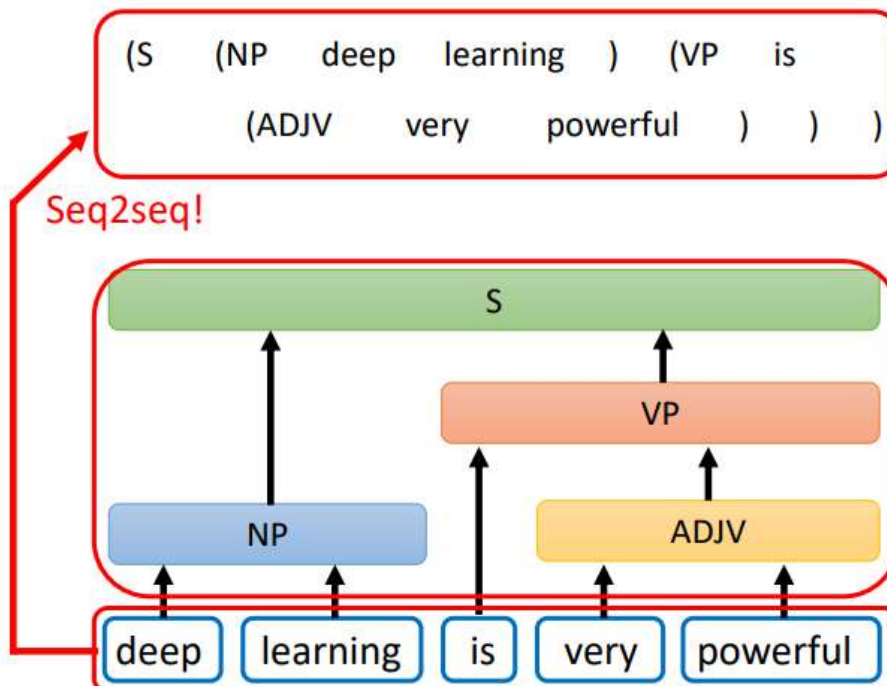 (S (NP deep learning ) (VP is
(ADJV very powerful ) ) )
Seq2seq!
S
VP
NP ADJV
deep learning is very powerful